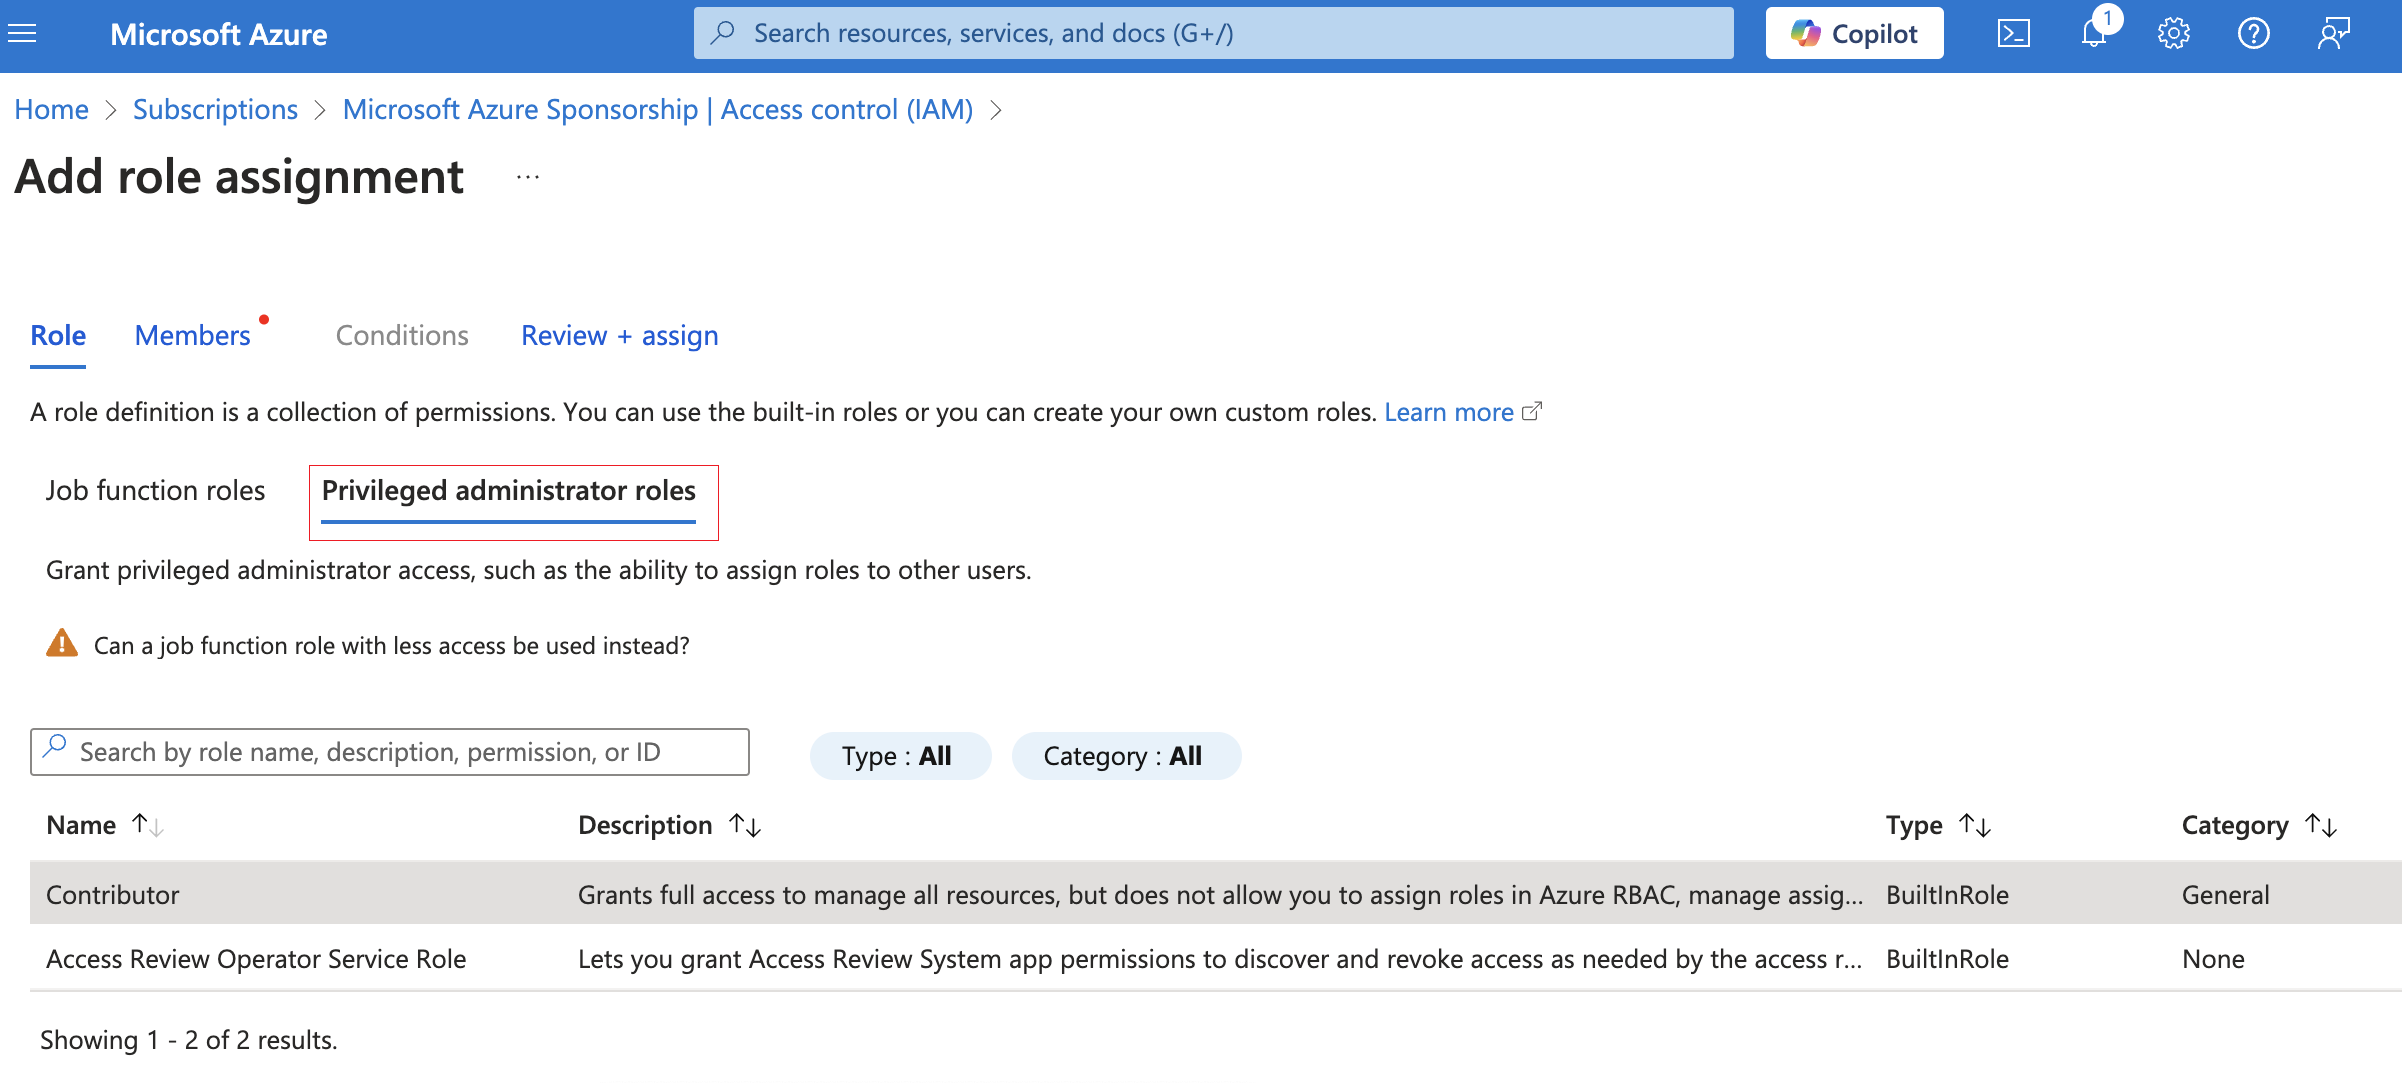 Microsoft Azure
Search resources, services, and docs (G+/)
Copilot
1
Home > Subscriptions > Microsoft Azure Sponsorship | Access control (IAM) >
Add role assignment ...
Role Members Conditions Review + assign
A role definition is a collection of permissions. You can use the built-in roles or you can create your own custom roles. Learn more
Job function roles Privileged administrator roles
Grant privileged administrator access, such as the ability to assign roles to other users.
Can a job function role with less access be used instead?
Search by role name, description, permission, or ID
Type : All Category : All
Name ↑↓ Description ↑↓ Type ↑↓ Category ↑↓
Contributor Grants full access to manage all resources, but does not allow you to assign roles in Azure RBAC, manage assig... BuiltInRole General
Access Review Operator Service Role Lets you grant Access Review System app permissions to discover and revoke access as needed by the access r... BuiltInRole None
Showing 1 - 2 of 2 results.